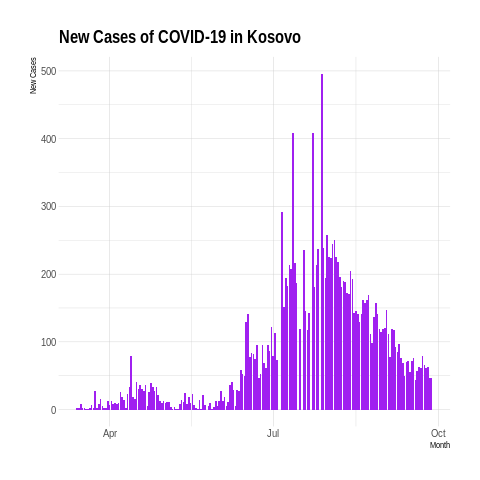 New Cases of COVID-19 in Kosovo
New Cases
500
400
300
200
100
0
Apr
Jul
Oct
Month